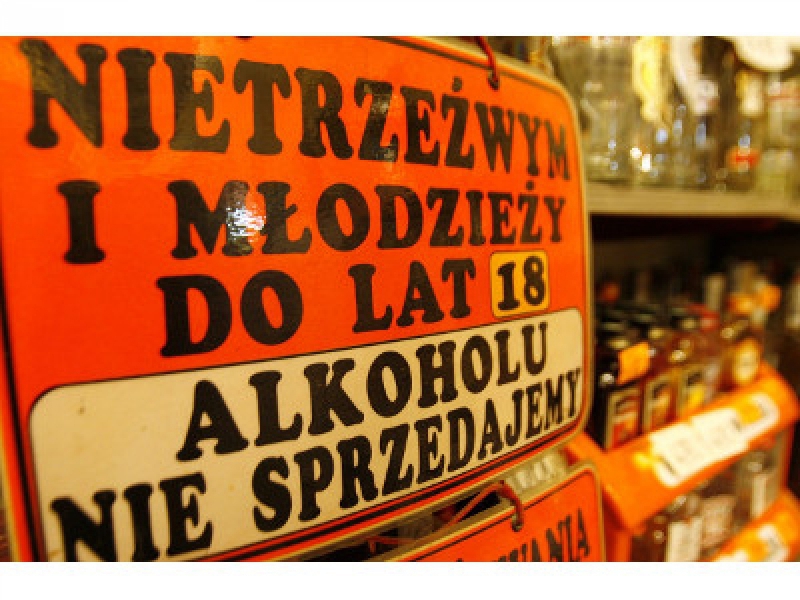 NIETRZEŹWYM
I MŁODZIEŻY
DO LAT 18
ALKOHOLU
NIE SPRZEDAJEMY